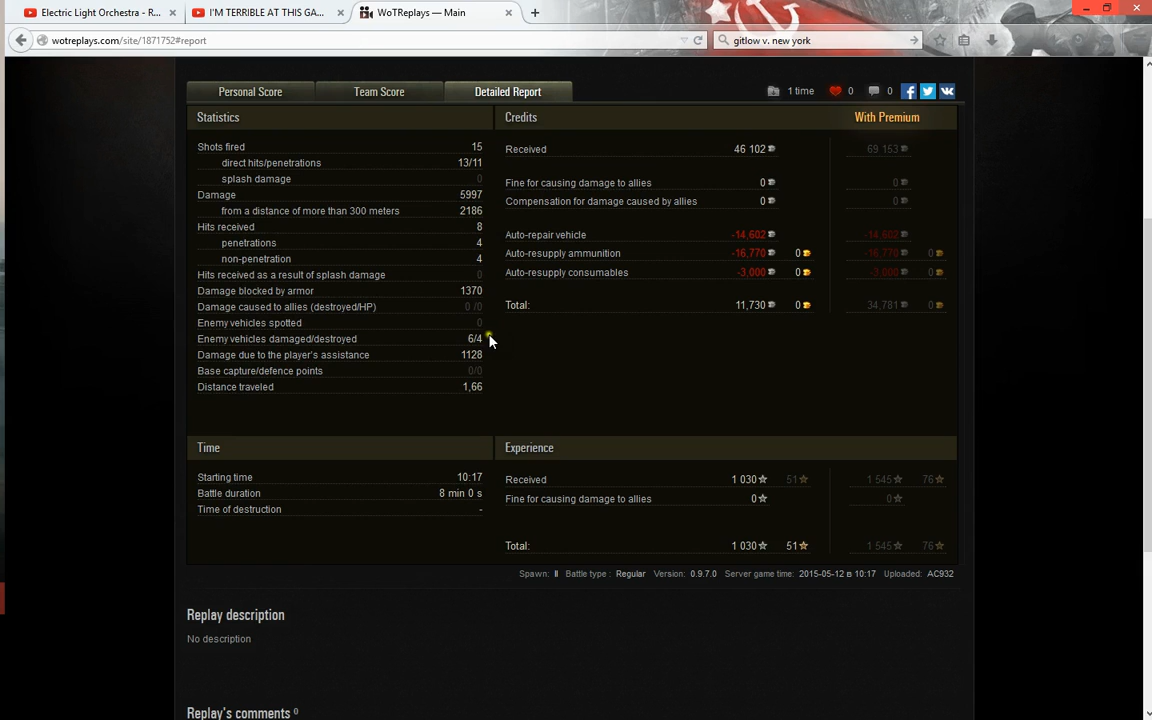 Electric Light Orchestra - R... × I'M TERRIBLE AT THIS GA... × WoTReplays — Main × +
wotreplays.com/site/1871752#report gitlow v. new york
Personal Score Team Score Detailed Report 1 time 0 0
Statistics Credits With Premium
Shots fired 15
direct hits/penetrations 13/11
splash damage 0
Damage 5997
from a distance of more than 300 meters 2186
Hits received 8
penetrations 4
non-penetration 4
Hits received as a result of splash damage 0
Damage blocked by armor 1370
Damage caused to allies (destroyed/HP) 0 /0
Enemy vehicles spotted 0
Enemy vehicles damaged/destroyed 6/4
Damage due to the player's assistance 1128
Base capture/defence points 0/0
Distance traveled 1,66
Received 46 102 69 153
Fine for causing damage to allies 0 0
Compensation for damage caused by allies 0 0
Auto-repair vehicle -14,602 -14,602
Auto-resupply ammunition -16,770 0 -16,770 0
Auto-resupply consumables -3,000 0 -3,000 0
Total: 11,730 0 34,781 0
Time
Starting time 10:17
Battle duration 8 min 0 s
Time of destruction -
Experience
Received 1 030 51 1 545 76
Fine for causing damage to allies 0 0
Total: 1 030 51 1 545 76
Spawn: II Battle type : Regular Version: 0.9.7.0 Server game time: 2015-05-12 в 10:17 Uploaded: AC932
Replay description
No description
Replay's comments 0